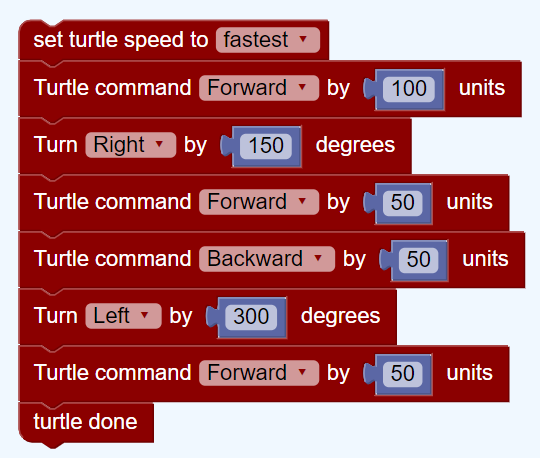 set turtle speed to fastest
Turtle command Forward by 100 units
Turn Right by 150 degrees
Turtle command Forward by 50 units
Turtle command Backward by 50 units
Turn Left by 300 degrees
Turtle command Forward by 50 units
turtle done